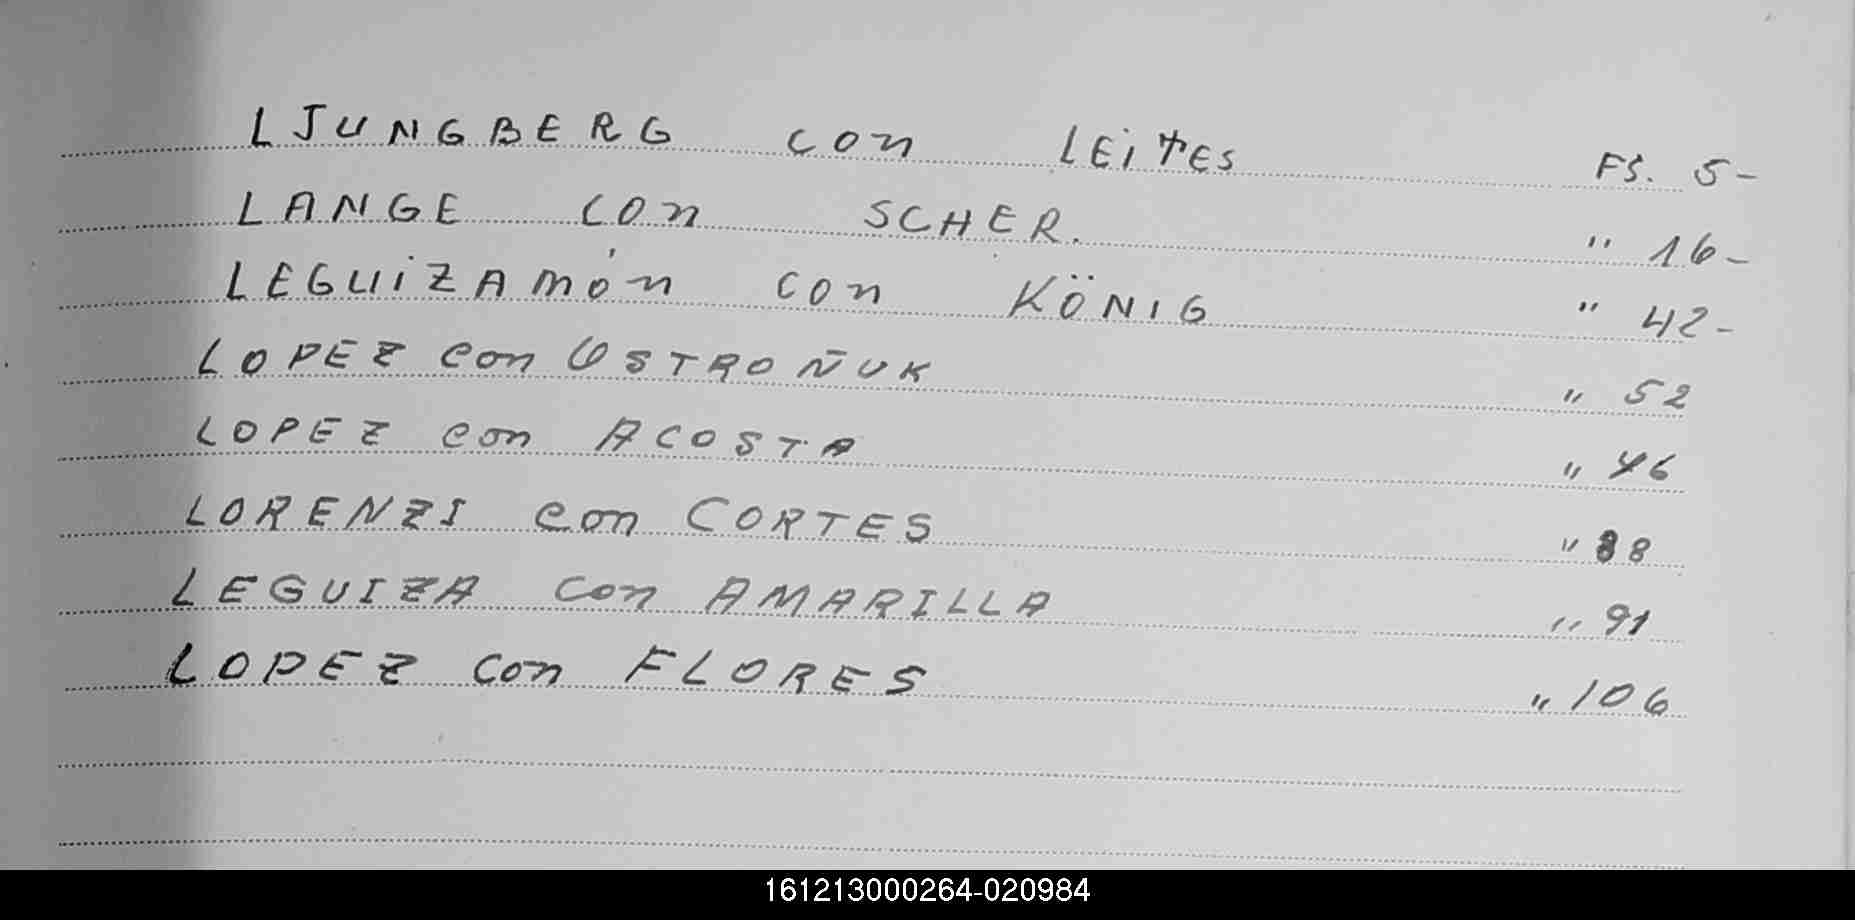 LJUNGBERG con LEiTES FS. 5-
LANGE con SCHER. " 16-
LEGUiZAMóN con KÖNIG " 42-
LOPEZ con OSTROÑUK " 52
LOPEZ con ACOSTA "
LORENZI con CORTES " 88
LEGUIZA con AMARILLA " 91
LOPEZ con FLORES " 106
161213000264-020984